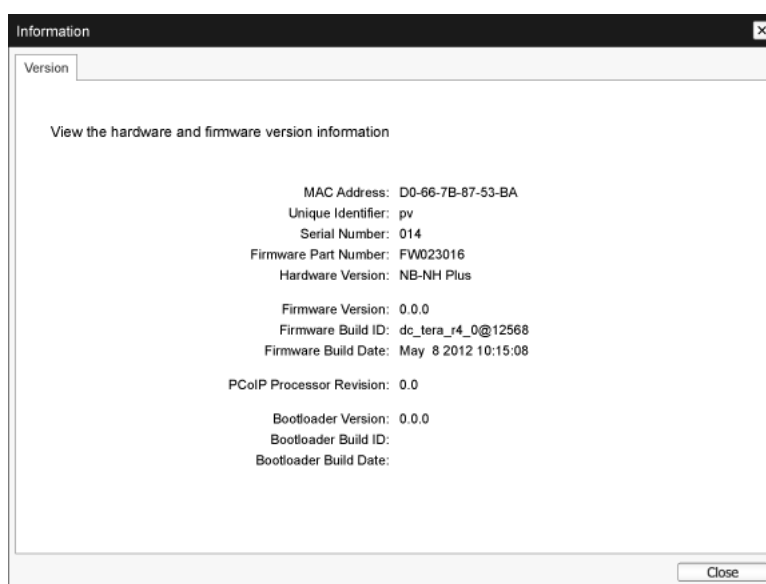 Information
Version
View the hardware and firmware version information
MAC Address: D0-66-7B-87-53-BA
Unique Identifier: pv
Serial Number: 014
Firmware Part Number: FW023016
Hardware Version: NB-NH Plus
Firmware Version: 0.0.0
Firmware Build ID: dc_tera_r4_0@12568
Firmware Build Date: May 8 2012 10:15:08
PCoIP Processor Revision: 0.0
Bootloader Version: 0.0.0
Bootloader Build ID:
Bootloader Build Date:
Close